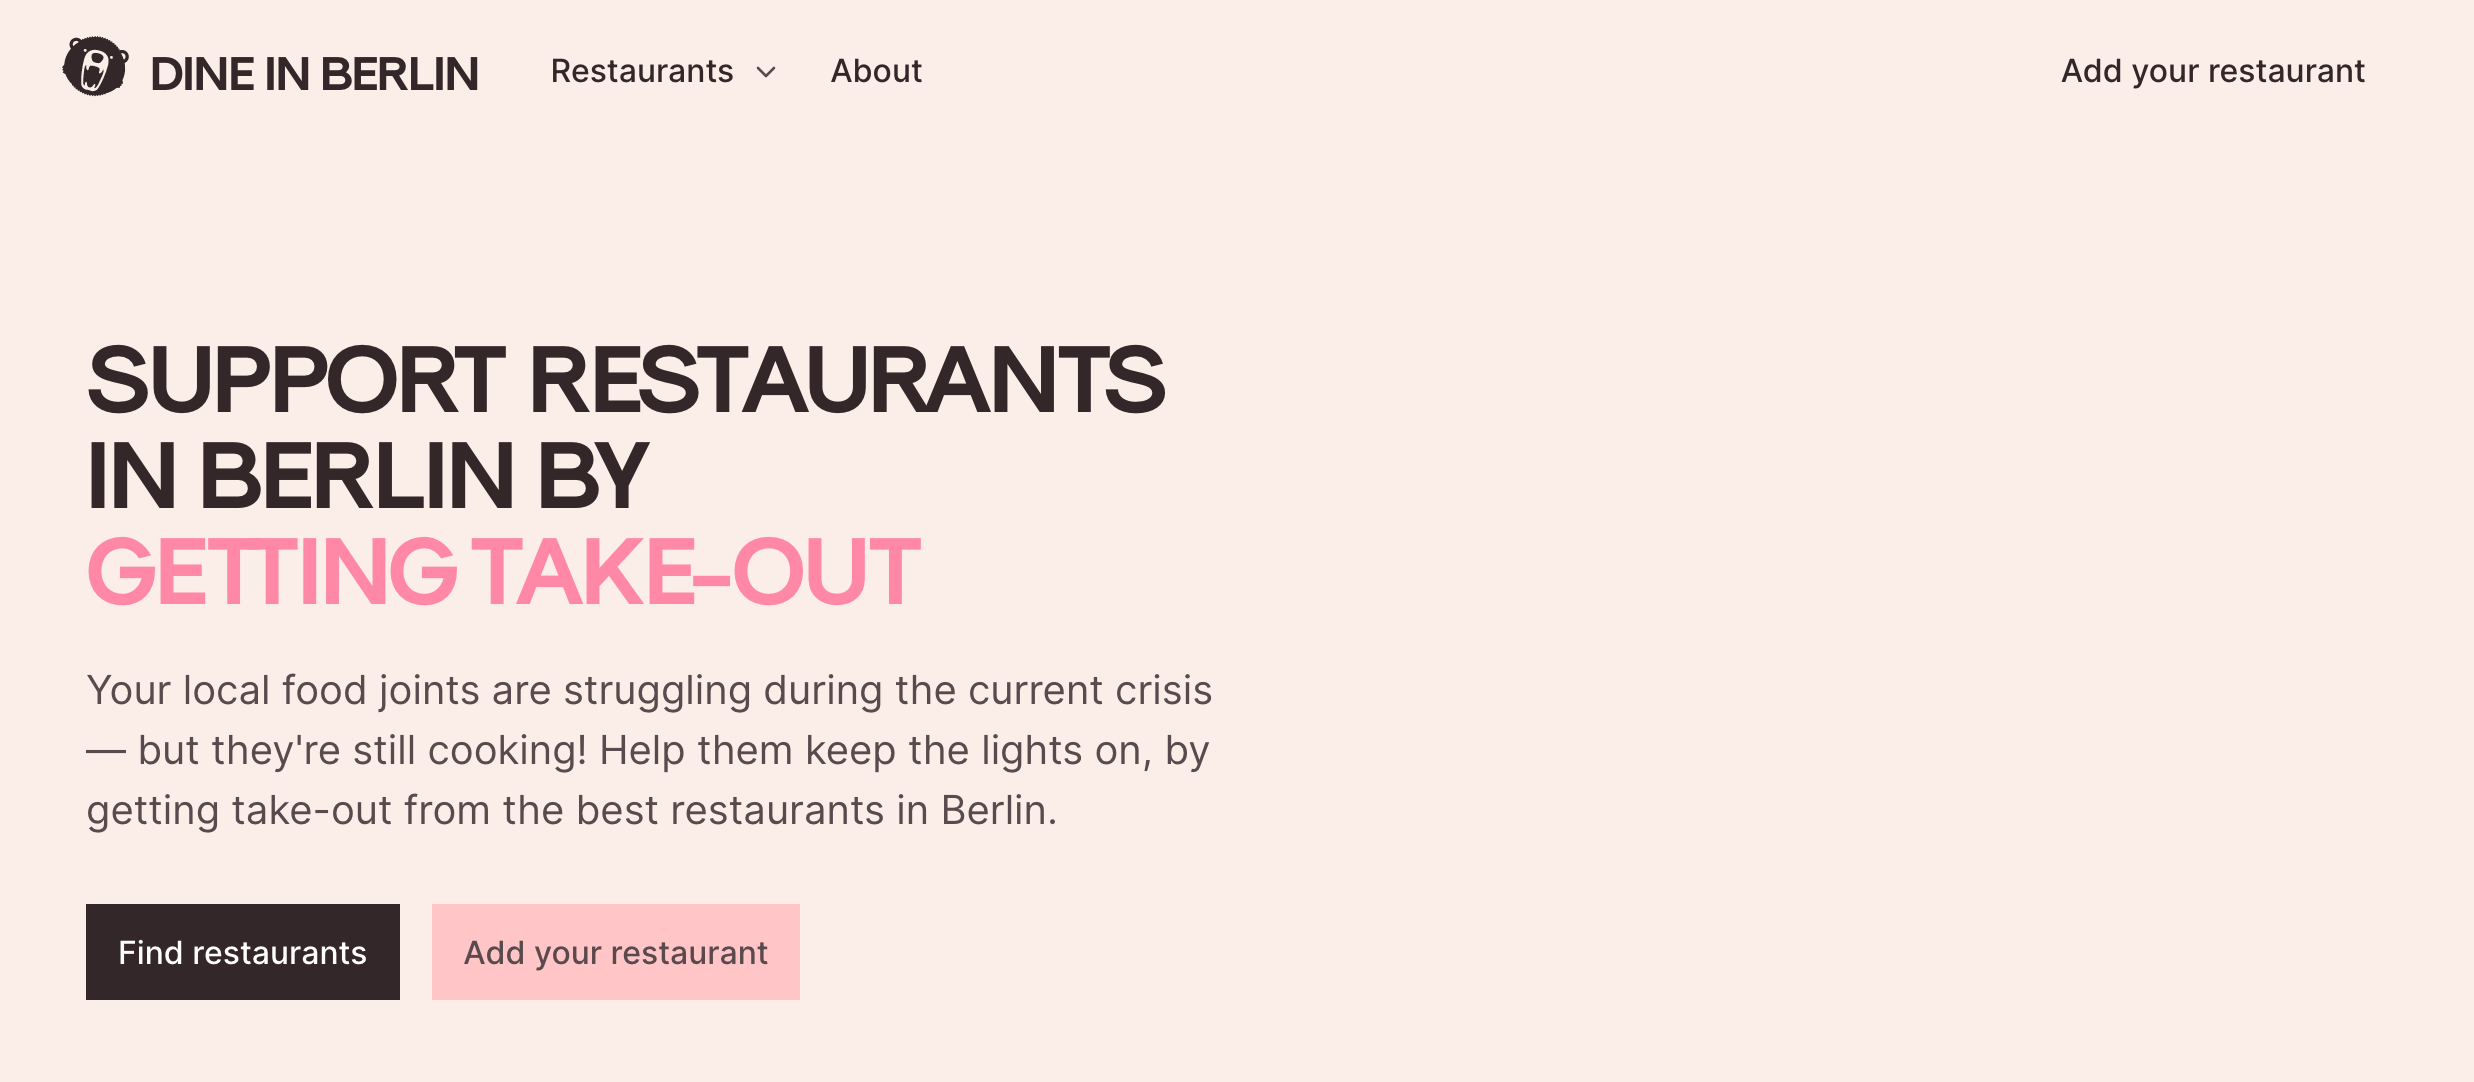 DINE IN BERLIN
Restaurants
About
Add your restaurant
SUPPORT RESTAURANTS
IN BERLIN BY
GETTING TAKE-OUT
Your local food joints are struggling during the current crisis
— but they're still cooking! Help them keep the lights on, by
getting take-out from the best restaurants in Berlin.
Find restaurants
Add your restaurant